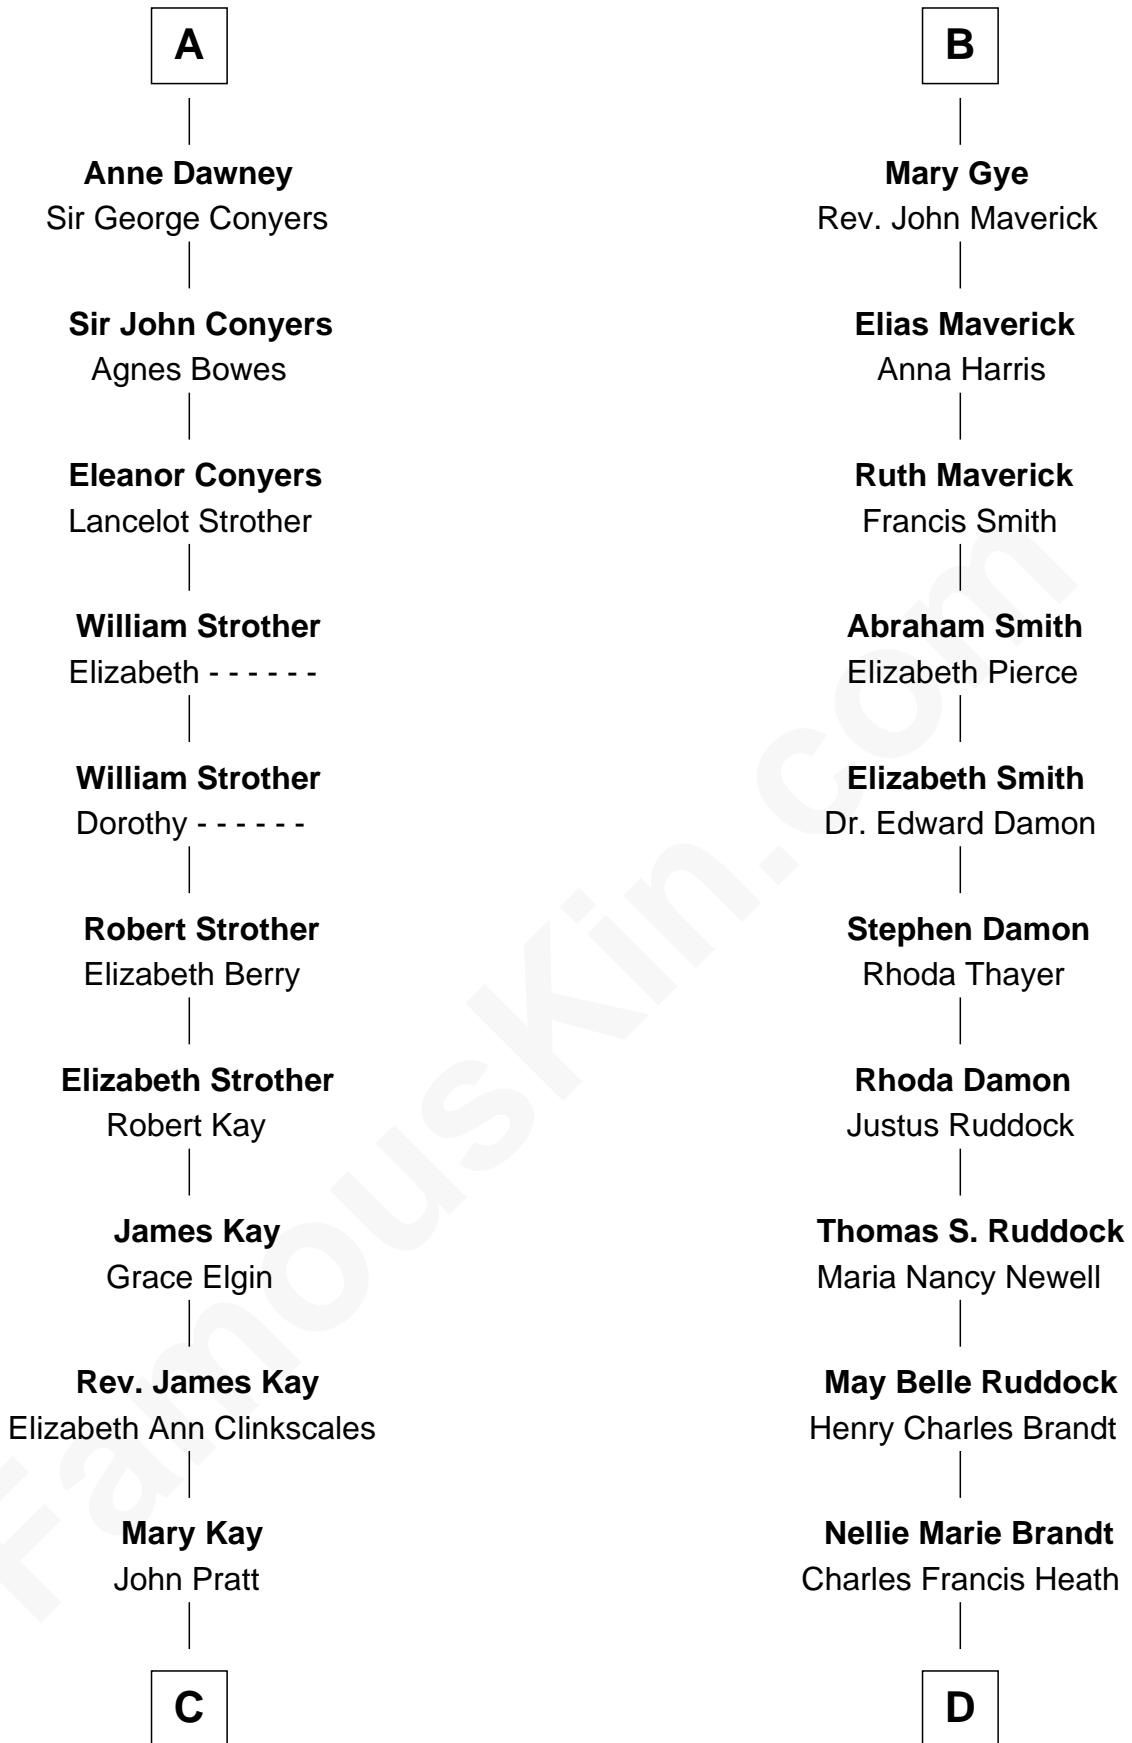 A
Anne Dawney
Sir George Conyers
Sir John Conyers
Agnes Bowes
Eleanor Conyers
Lancelot Strother
William Strother
Elizabeth - - - - - -
William Strother
Dorothy - - - - - -
Robert Strother
Elizabeth Berry
Elizabeth Strother
Robert Kay
James Kay
Grace Elgin
Rev. James Kay
Elizabeth Ann Clinkscales
Mary Kay
John Pratt
C
B
Mary Gye
Rev. John Maverick
Elias Maverick
Anna Harris
Ruth Maverick
Francis Smith
Abraham Smith
Elizabeth Pierce
Elizabeth Smith
Dr. Edward Damon
Stephen Damon
Rhoda Thayer
Rhoda Damon
Justus Ruddock
Thomas S. Ruddock
Maria Nancy Newell
May Belle Ruddock
Henry Charles Brandt
Nellie Marie Brandt
Charles Francis Heath
D
FamousKin.com